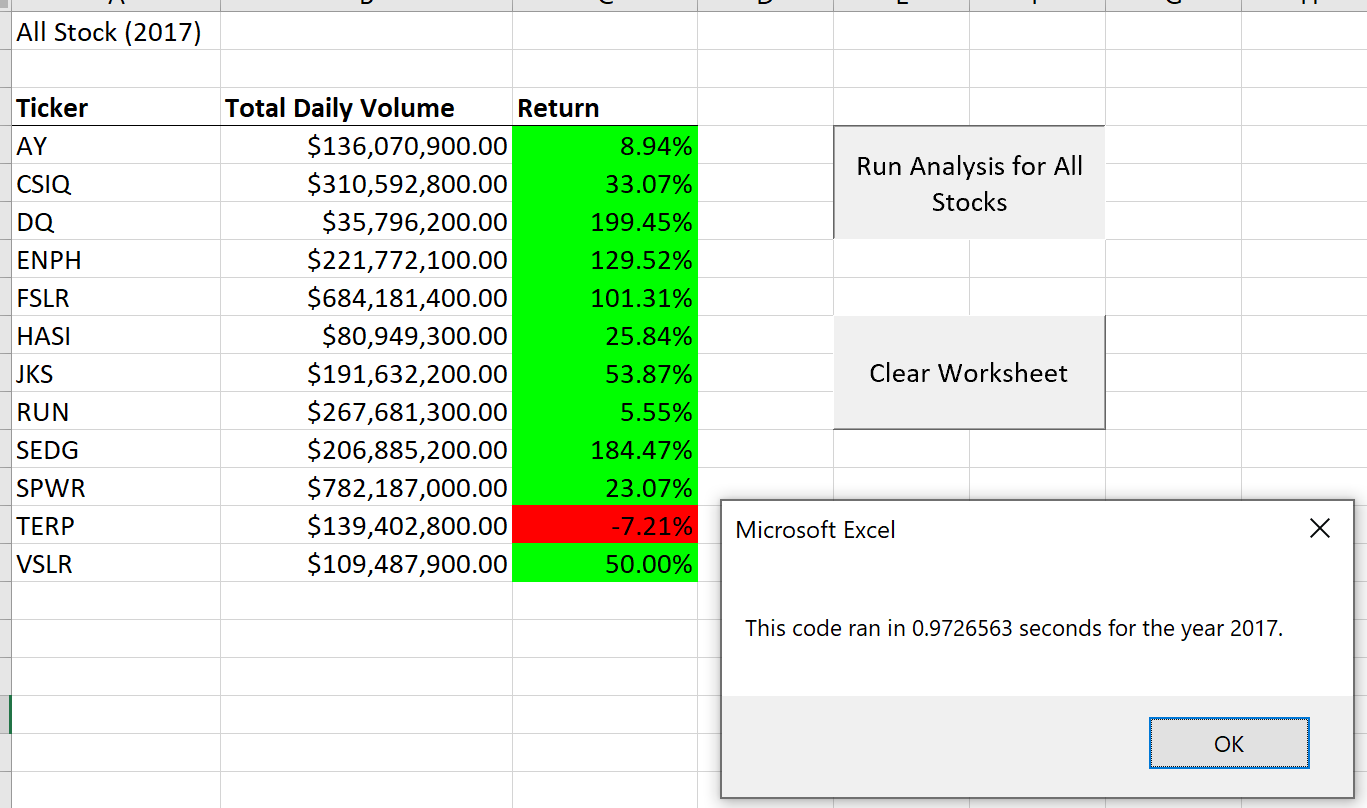 All Stock (2017)
Ticker Total Daily Volume Return
AY $136,070,900.00 8.94%
CSIQ $310,592,800.00 33.07%
DQ $35,796,200.00 199.45%
ENPH $221,772,100.00 129.52%
FSLR $684,181,400.00 101.31%
HASI $80,949,300.00 25.84%
JKS $191,632,200.00 53.87%
RUN $267,681,300.00 5.55%
SEDG $206,885,200.00 184.47%
SPWR $782,187,000.00 23.07%
TERP $139,402,800.00 -7.21%
VSLR $109,487,900.00 50.00%
Run Analysis for All
Stocks
Clear Worksheet
Microsoft Excel
This code ran in 0.9726563 seconds for the year 2017.
OK